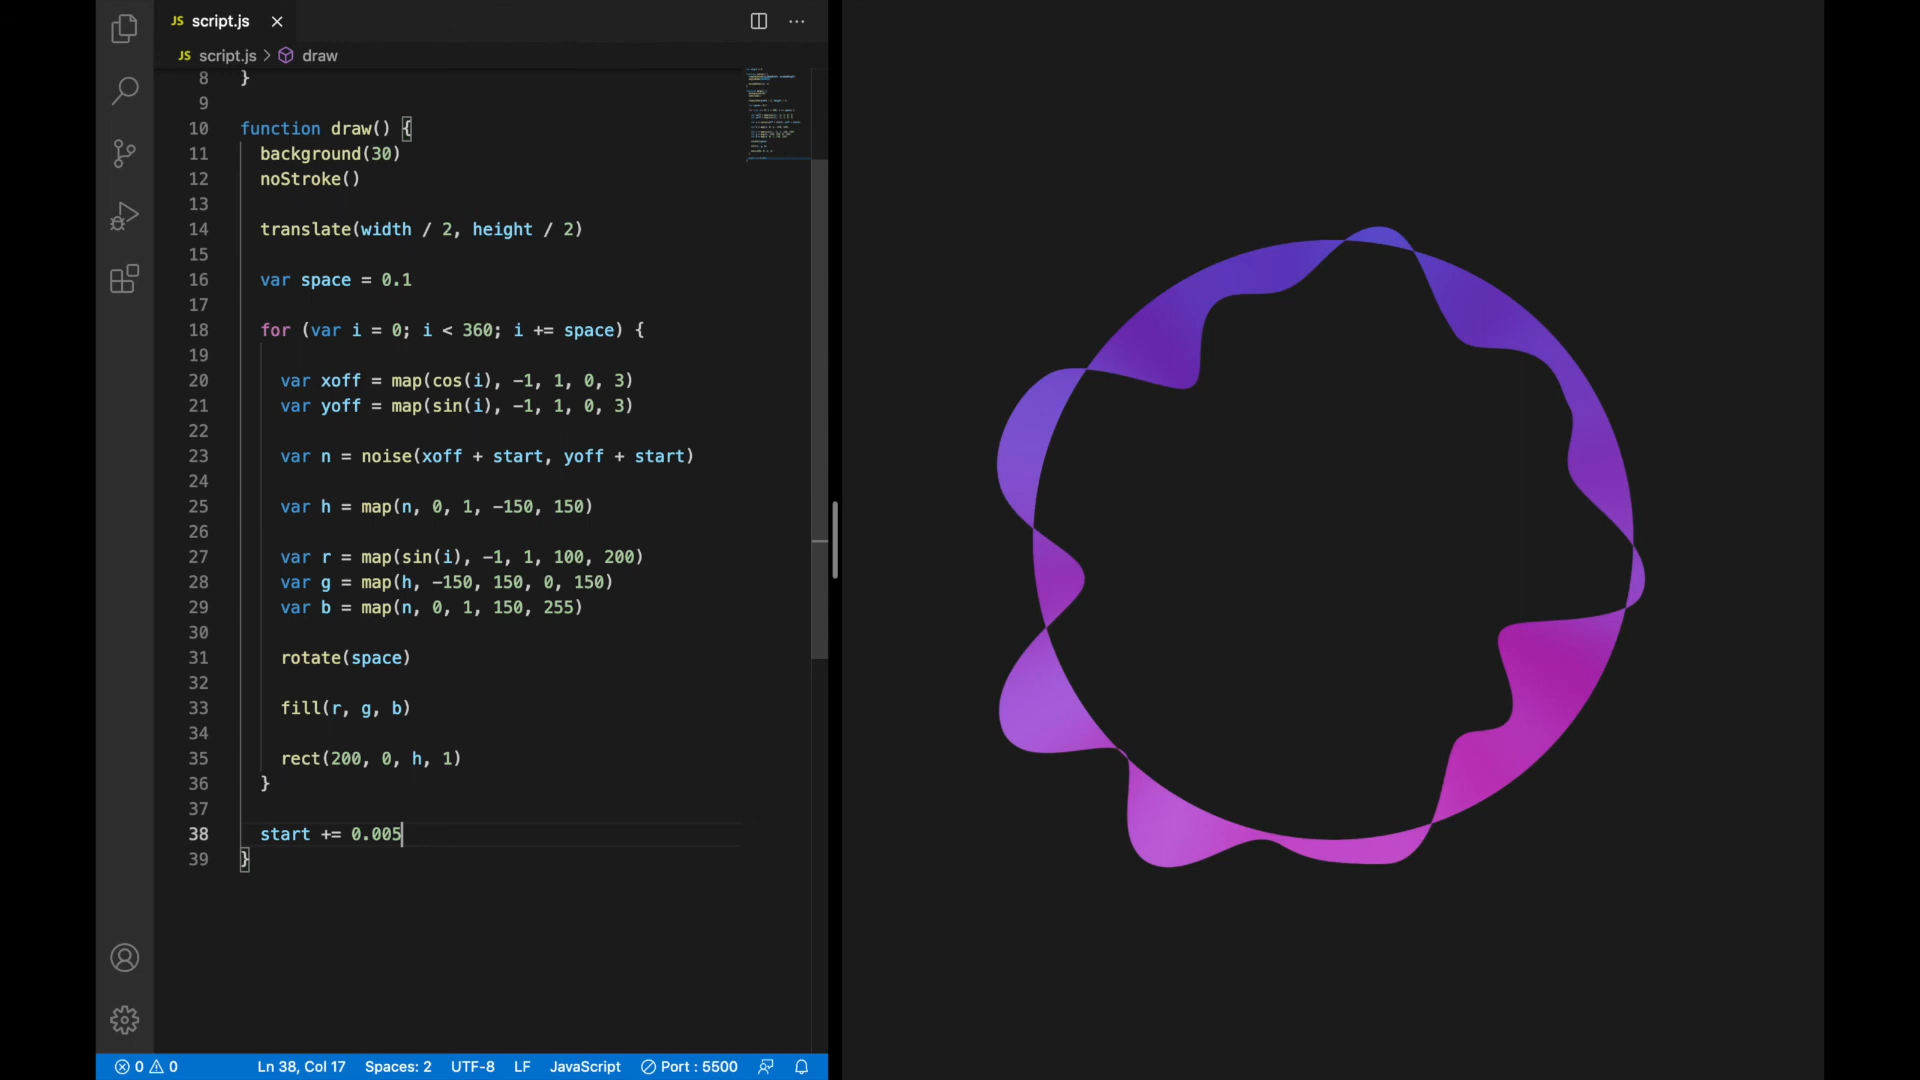 JS script.js
JS script.js > draw
8 }
9
10 function draw() {
11 background(30)
12 noStroke()
13
14 translate(width / 2, height / 2)
15
16 var space = 0.1
17
18 for (var i = 0; i < 360; i += space) {
19
20 var xoff = map(cos(i), -1, 1, 0, 3)
21 var yoff = map(sin(i), -1, 1, 0, 3)
22
23 var n = noise(xoff + start, yoff + start)
24
25 var h = map(n, 0, 1, -150, 150)
26
27 var r = map(sin(i), -1, 1, 100, 200)
28 var g = map(h, -150, 150, 0, 150)
29 var b = map(n, 0, 1, 150, 255)
30
31 rotate(space)
32
33 fill(r, g, b)
34
35 rect(200, 0, h, 1)
36 }
37
38 start += 0.005
39 }
0 0 Ln 38, Col 17 Spaces: 2 UTF-8 LF JavaScript Port : 5500